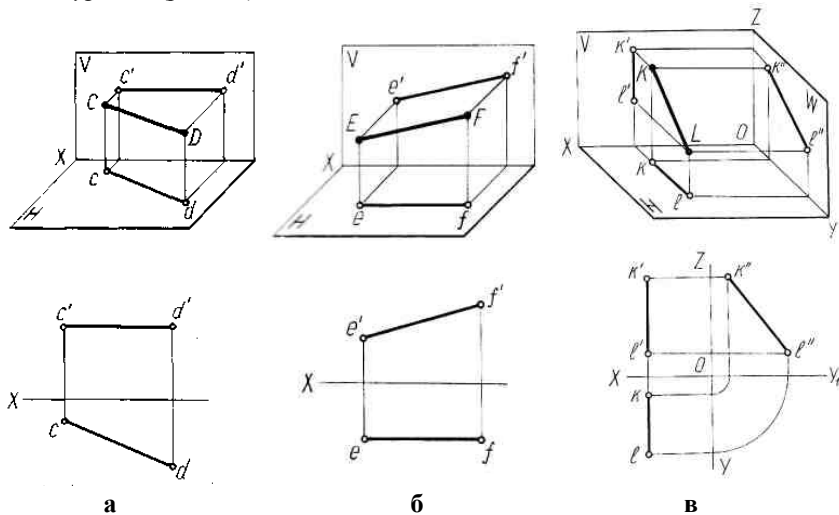 V c' d'
C D
X c
H d
V e' f'
E F
X
H e f
Z
V к' K к" W
l' L O l"
X к l H Y
c' d'
X
c d
e' f'
X
e f
к' Z к"
l' l"
X O Y₁
к
l Y
а б в